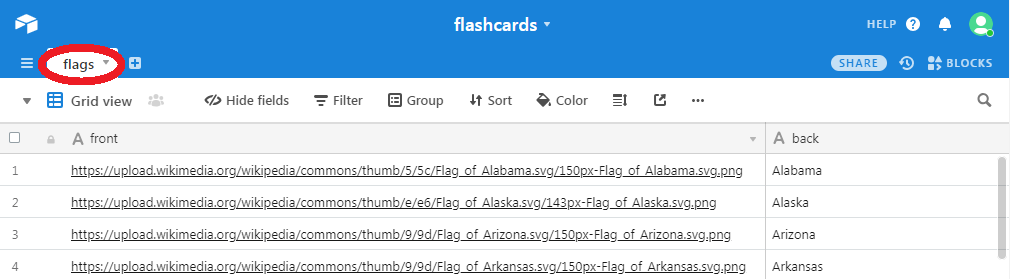 flashcards
HELP
flags
SHARE BLOCKS
Grid view Hide fields Filter Group Sort Color
front back
1 https://upload.wikimedia.org/wikipedia/commons/thumb/5/5c/Flag_of_Alabama.svg/150px-Flag_of_Alabama.svg.png Alabama
2 https://upload.wikimedia.org/wikipedia/commons/thumb/e/e6/Flag_of_Alaska.svg/143px-Flag_of_Alaska.svg.png Alaska
3 https://upload.wikimedia.org/wikipedia/commons/thumb/9/9d/Flag_of_Arizona.svg/150px-Flag_of_Arizona.svg.png Arizona
4 https://upload.wikimedia.org/wikipedia/commons/thumb/9/9d/Flag_of_Arkansas.svg/150px-Flag_of_Arkansas.svg.png Arkansas